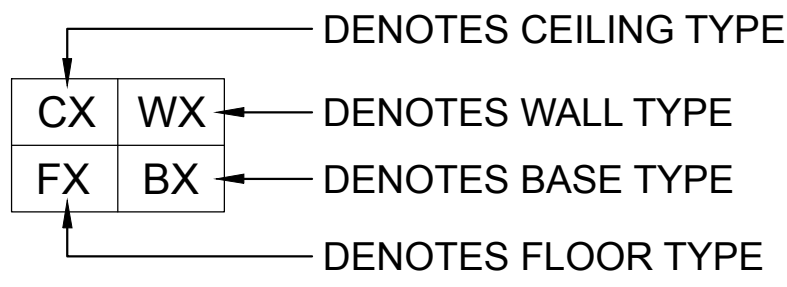 DENOTES CEILING TYPE
CX WX DENOTES WALL TYPE
FX BX DENOTES BASE TYPE
DENOTES FLOOR TYPE